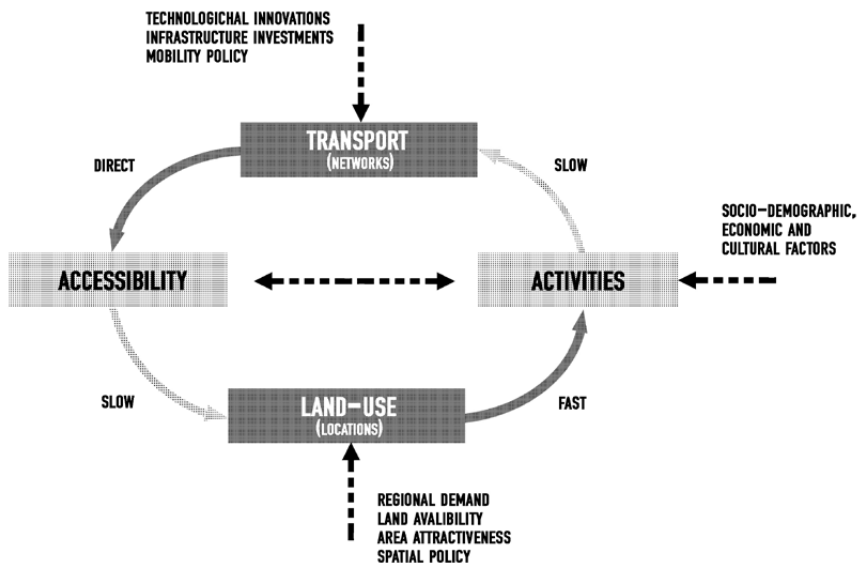 TECHNOLOGICHAL INNOVATIONS
INFRASTRUCTURE INVESTMENTS
MOBILITY POLICY
TRANSPORT
(NETWORKS)
DIRECT
SLOW
SOCIO-DEMOGRAPHIC,
ECONOMIC AND
CULTURAL FACTORS
ACCESSIBILITY
ACTIVITIES
SLOW
LAND-USE
(LOCATIONS)
FAST
REGIONAL DEMAND
LAND AVALIBILITY
AREA ATTRACTIVENESS
SPATIAL POLICY